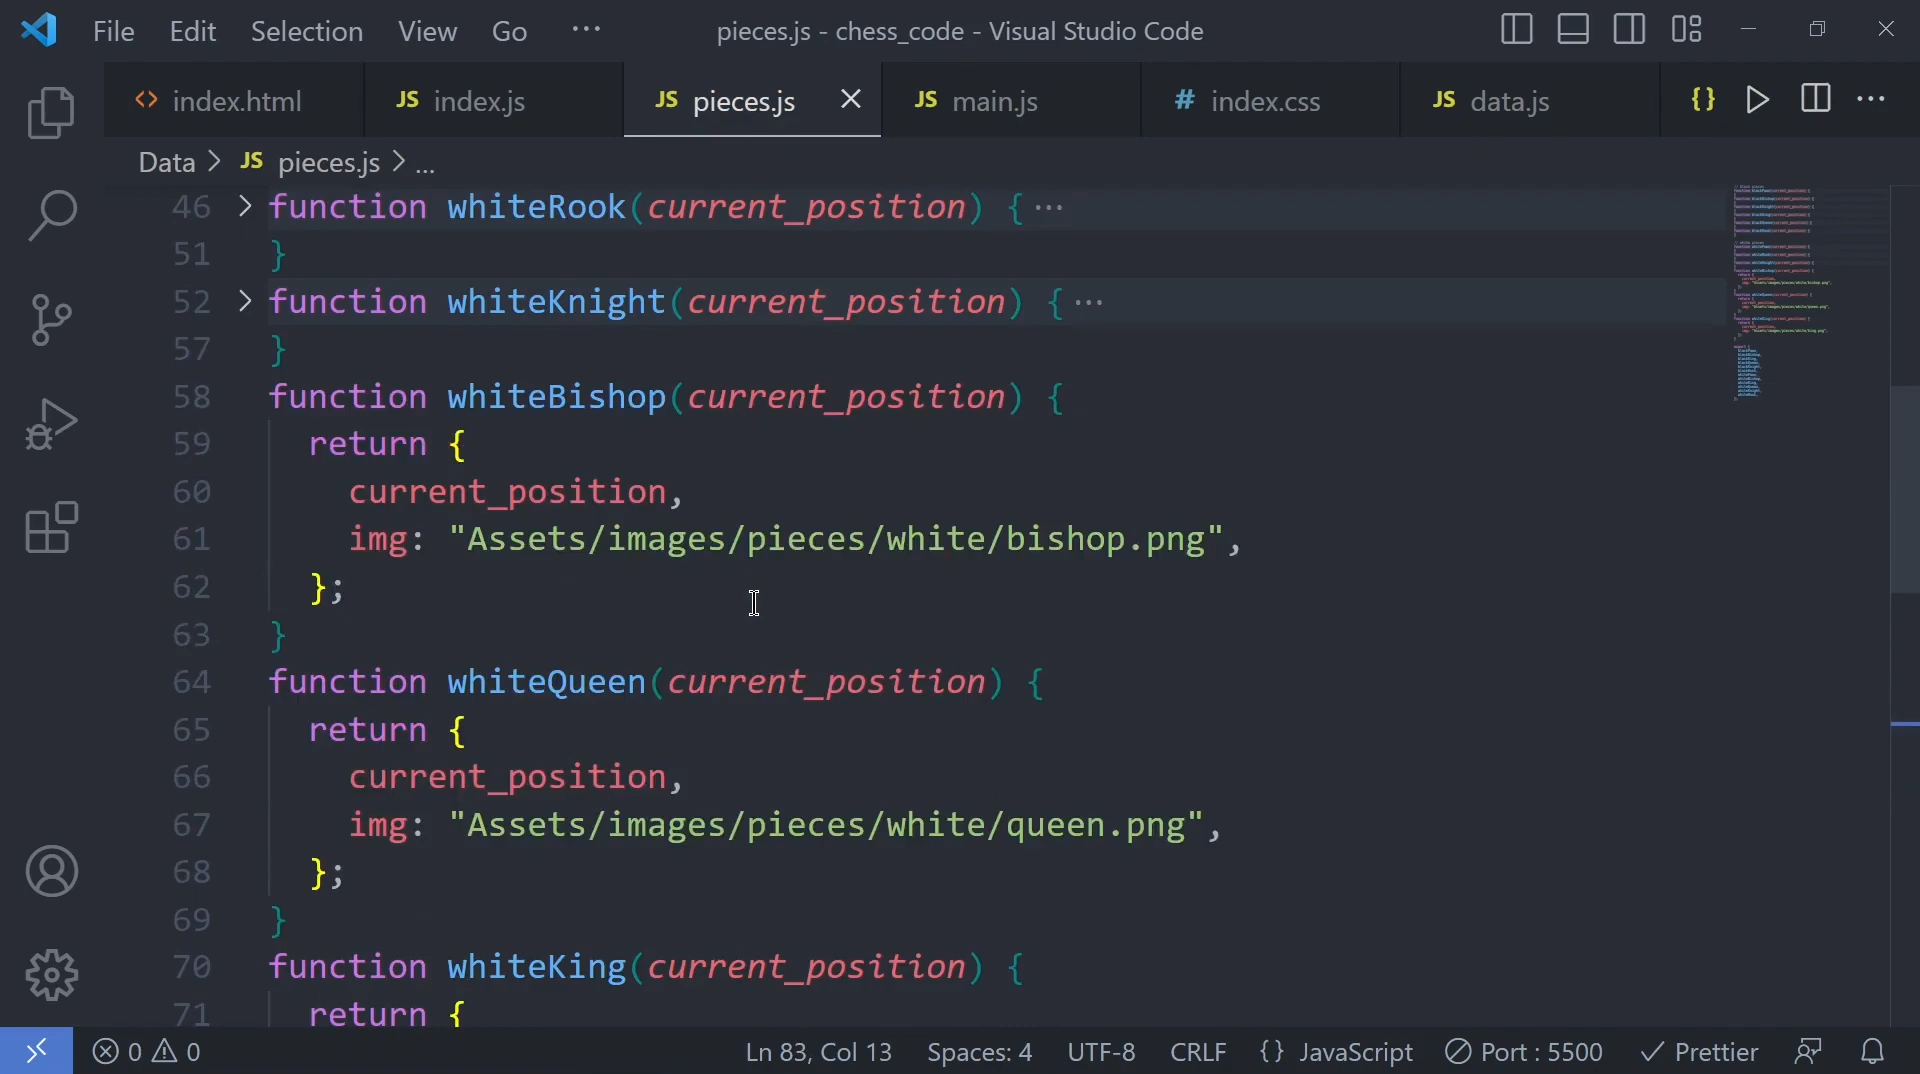 File Edit Selection View Go ··· pieces.js - chess_code - Visual Studio Code
<> index.html JS index.js JS pieces.js JS main.js # index.css JS data.js {} ···
Data > JS pieces.js > ...
46 > function whiteRook(current_position) { ···
51 }
52 > function whiteKnight(current_position) { ···
57 }
58 function whiteBishop(current_position) {
59 return {
60 current_position,
61 img: "Assets/images/pieces/white/bishop.png",
62 };
63 }
64 function whiteQueen(current_position) {
65 return {
66 current_position,
67 img: "Assets/images/pieces/white/queen.png",
68 };
69 }
70 function whiteKing(current_position) {
71 return {
0 0 Ln 83, Col 13 Spaces: 4 UTF-8 CRLF {} JavaScript Port : 5500 Prettier